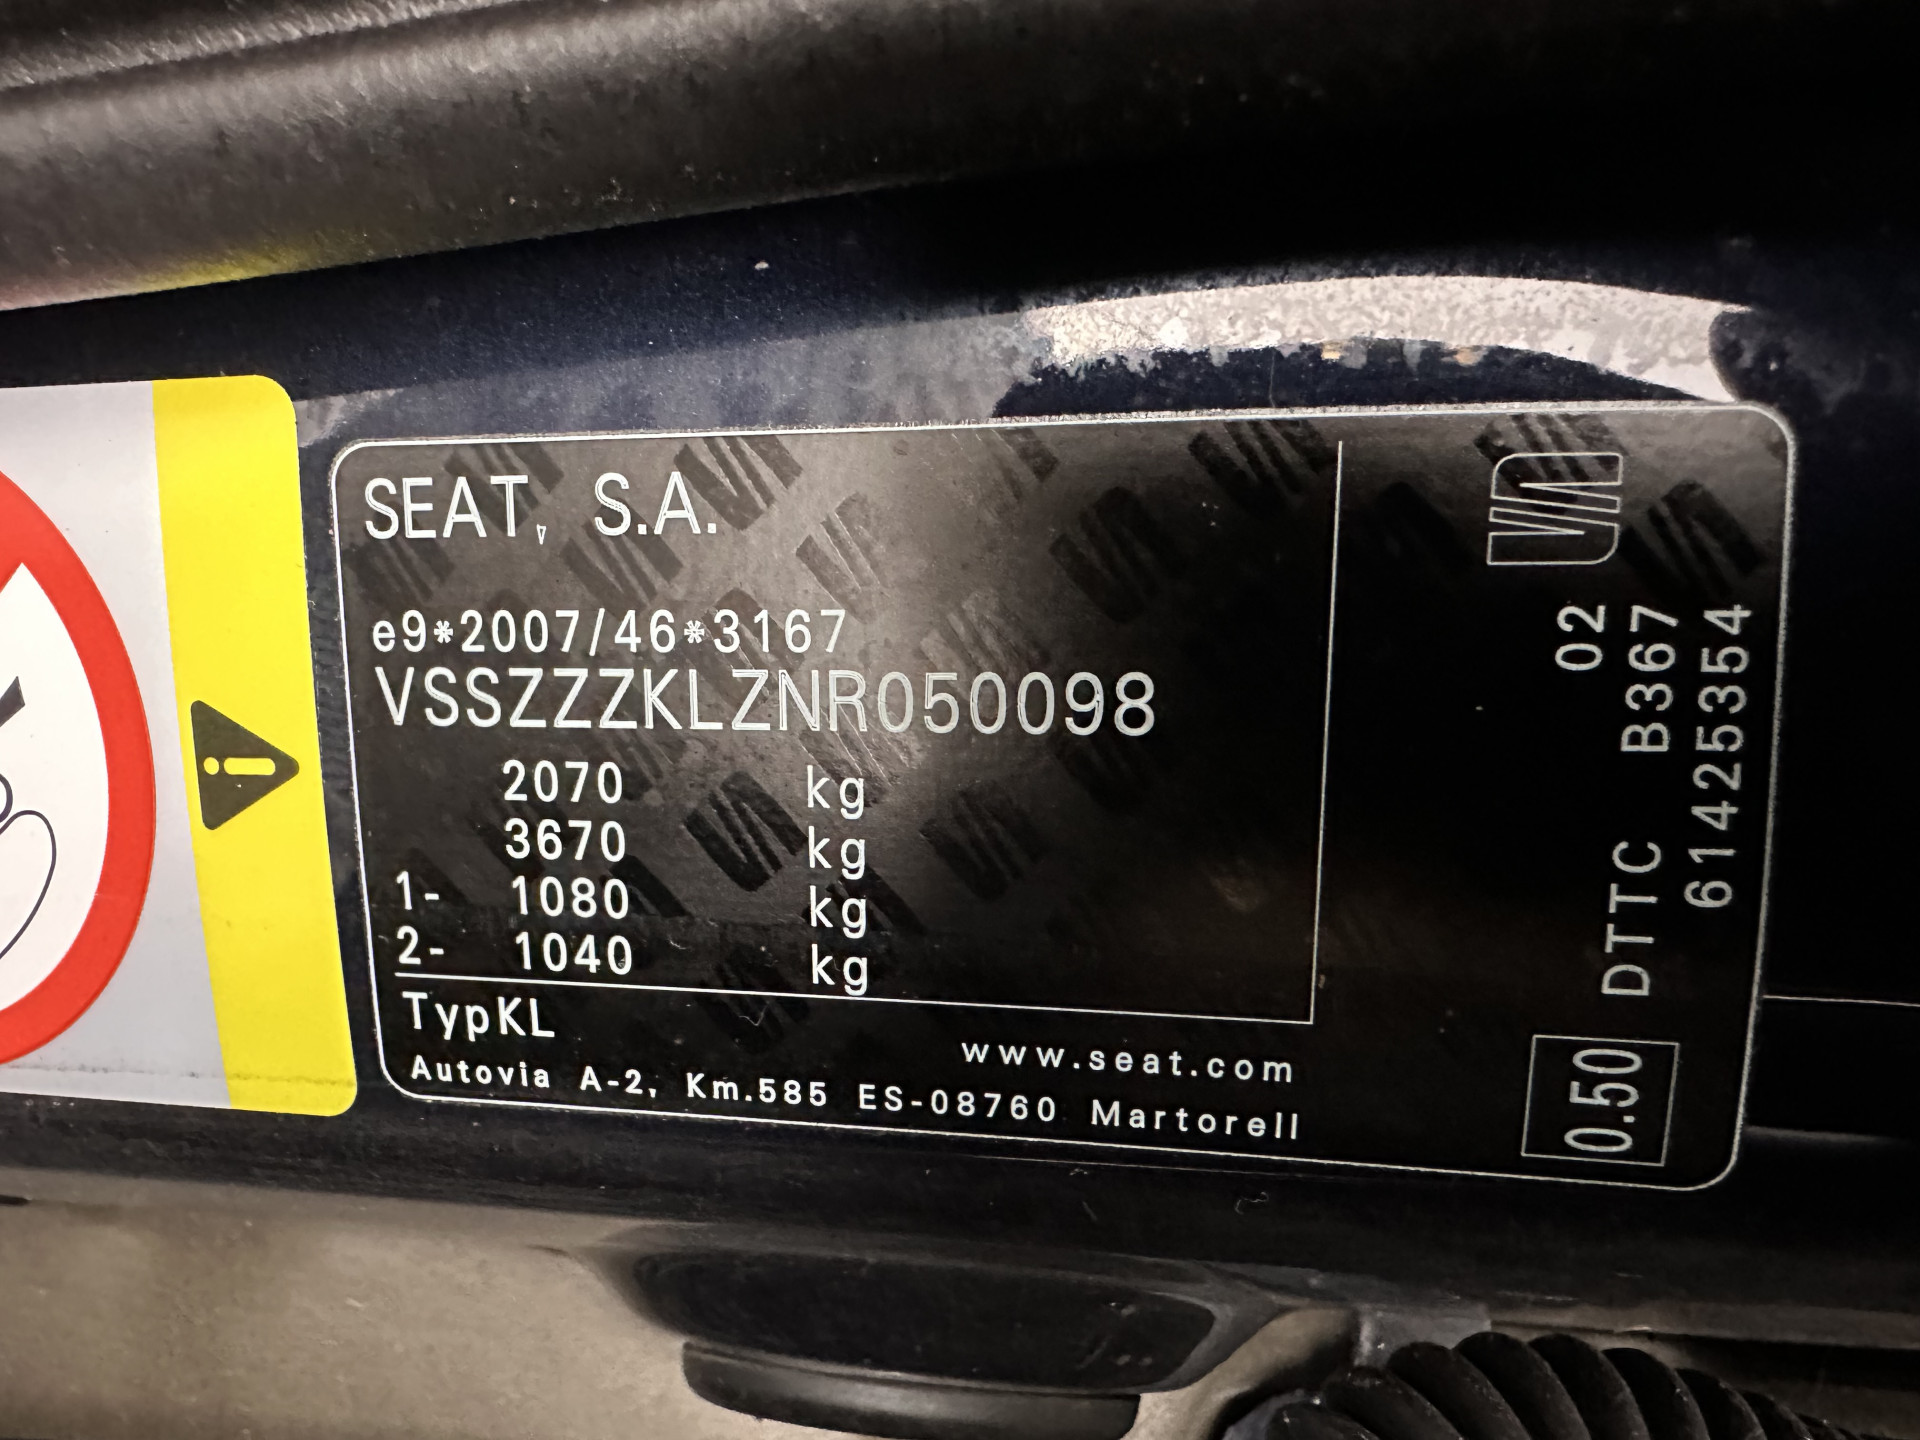 SEAT, S.A.
e9*2007/46*3167
VSSZZZKLZNR050098
2070 kg
3670 kg
1- 1080 kg
2- 1040 kg
TypKL
www.seat.com
Autovia A-2, Km.585 ES-08760 Martorell
02
0.50 DTTC B367
61425354